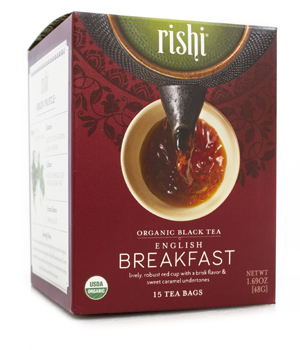 rishi
ORGANIC BLACK TEA
ENGLISH
BREAKFAST
lively, robust red cup with a brisk flavor &
sweet caramel undertones
15 TEA BAGS
USDA
ORGANIC
NET WT
1.69OZ
(48G)